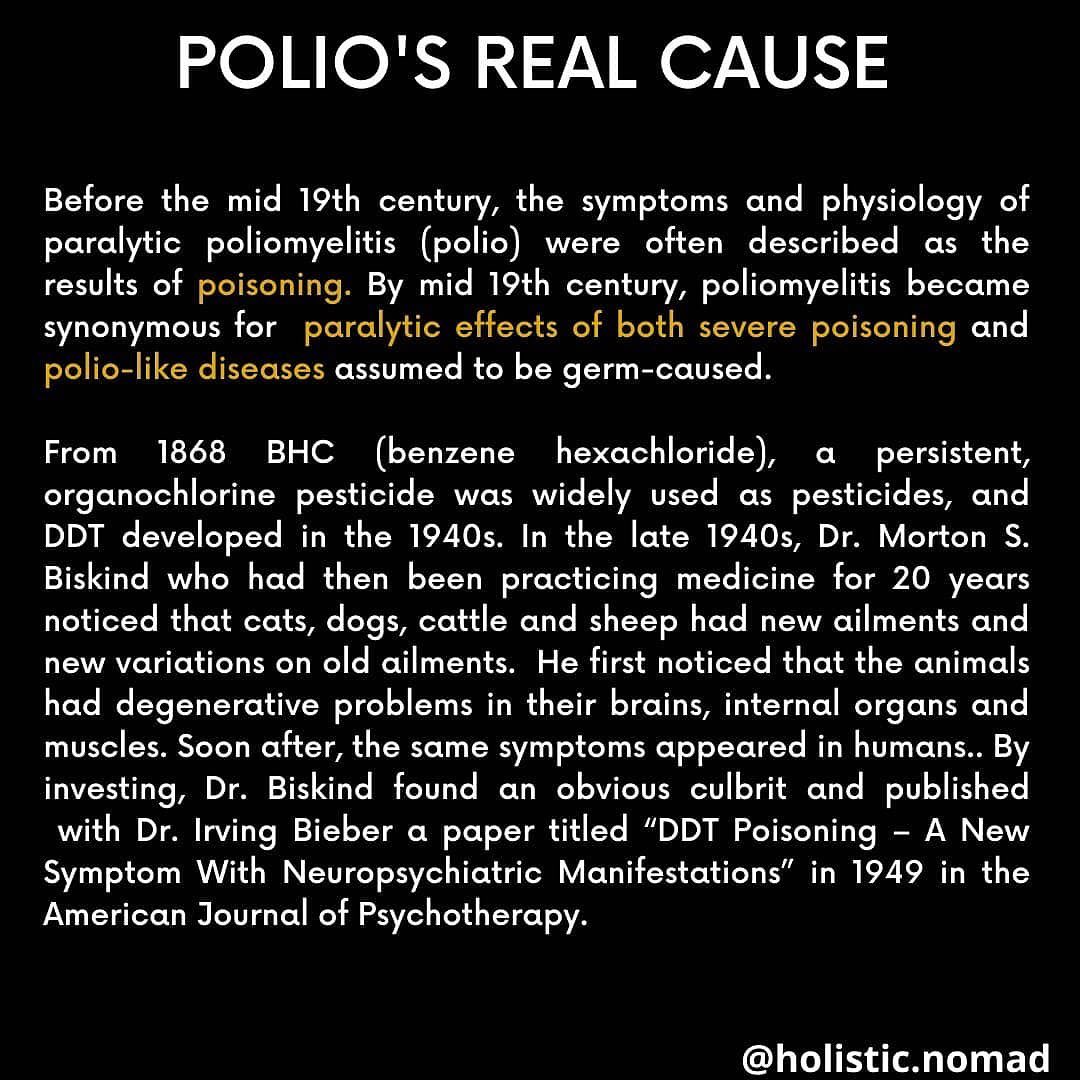 POLIO'S REAL CAUSE
Before the mid 19th century, the symptoms and physiology of
paralytic poliomyelitis (polio) were often described as the
results of poisoning. By mid 19th century, poliomyelitis became
synonymous for paralytic effects of both severe poisoning and
polio-like diseases assumed to be germ-caused.
From 1868 BHC (benzene hexachloride), a persistent,
organochlorine pesticide was widely used as pesticides, and
DDT developed in the 1940s. In the late 1940s, Dr. Morton S.
Biskind who had then been practicing medicine for 20 years
noticed that cats, dogs, cattle and sheep had new ailments and
new variations on old ailments. He first noticed that the animals
had degenerative problems in their brains, internal organs and
muscles. Soon after, the same symptoms appeared in humans.. By
investing, Dr. Biskind found an obvious culbrit and published
with Dr. Irving Bieber a paper titled “DDT Poisoning – A New
Symptom With Neuropsychiatric Manifestations” in 1949 in the
American Journal of Psychotherapy.
@holistic.nomad